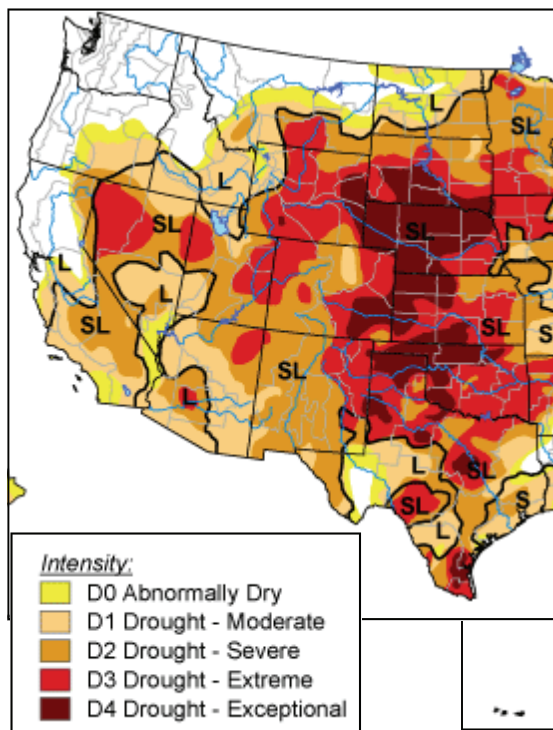 L
SL
L
SL
SL
L
L
SL
S
SL
SL
L
SL
L
SL
S
L
Intensity:
D0 Abnormally Dry
D1 Drought - Moderate
D2 Drought - Severe
D3 Drought - Extreme
D4 Drought - Exceptional